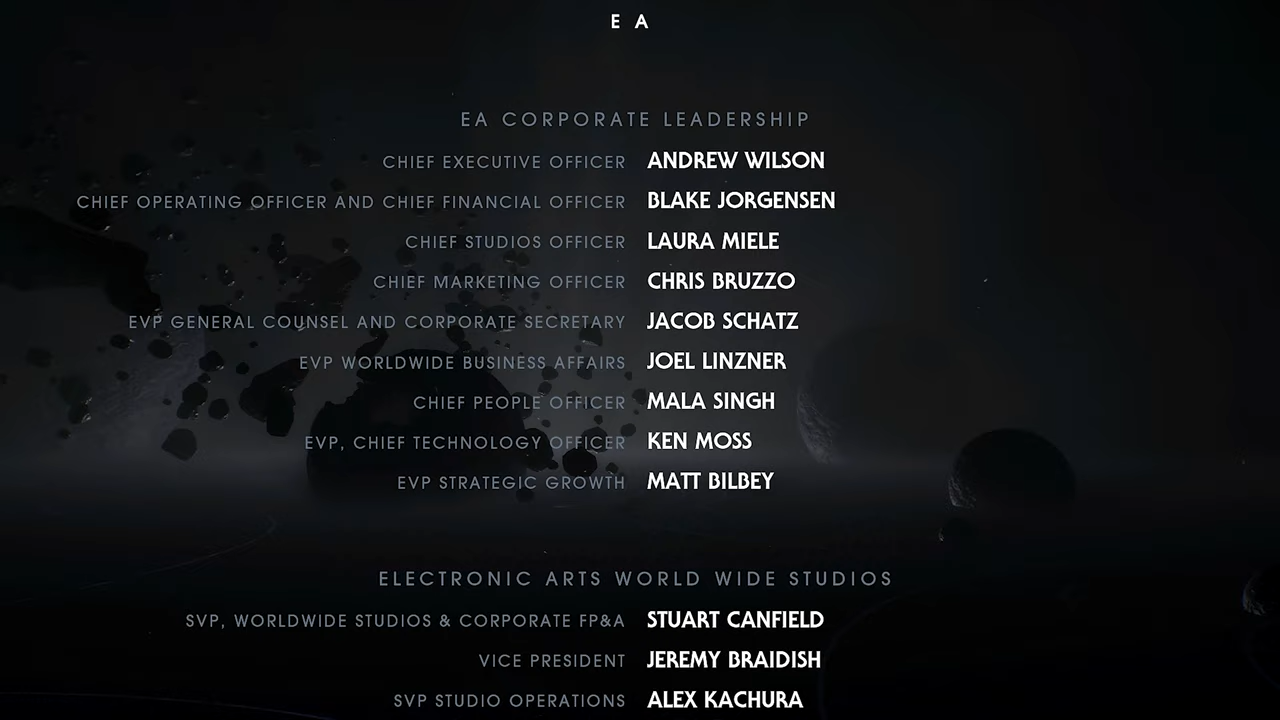 E A
EA CORPORATE LEADERSHIP
CHIEF EXECUTIVE OFFICER ANDREW WILSON
CHIEF OPERATING OFFICER AND CHIEF FINANCIAL OFFICER BLAKE JORGENSEN
CHIEF STUDIOS OFFICER LAURA MIELE
CHIEF MARKETING OFFICER CHRIS BRUZZO
EVP GENERAL COUNSEL AND CORPORATE SECRETARY JACOB SCHATZ
EVP WORLDWIDE BUSINESS AFFAIRS JOEL LINZNER
CHIEF PEOPLE OFFICER MALA SINGH
EVP, CHIEF TECHNOLOGY OFFICER KEN MOSS
EVP STRATEGIC GROWTH MATT BILBEY
ELECTRONIC ARTS WORLD WIDE STUDIOS
SVP, WORLDWIDE STUDIOS & CORPORATE FP&A STUART CANFIELD
VICE PRESIDENT JEREMY BRAIDISH
SVP STUDIO OPERATIONS ALEX KACHURA